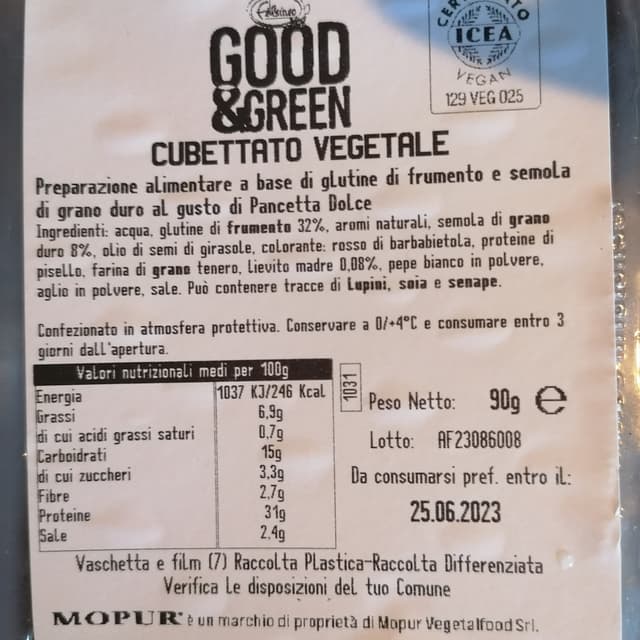 Felsineo
GOOD
&GREEN
CERTIFICATO
ICEA
VEGAN
129 VEG 025
CUBETTATO VEGETALE
Preparazione alimentare a base di glutine di frumento e semola
di grano duro al gusto di Pancetta Dolce
Ingredienti: acqua, glutine di frumento 32%, aromi naturali, semola di grano
duro 8%, olio di semi di girasole, colorante: rosso di barbabietola, proteine di
pisello, farina di grano tenero, lievito madre 0,08%, pepe bianco in polvere,
aglio in polvere, sale. Può contenere tracce di Lupini, soia e senape.
Confezionato in atmosfera protettiva. Conservare a 0/+4°C e consumare entro 3
giorni dall'apertura.
Valori nutrizionali medi per 100g
Energia 1037 KJ/246 Kcal
Grassi 6,9g
di cui acidi grassi saturi 0,7g
Carboidrati 15g
di cui zuccheri 3,3g
Fibre 2,7g
Proteine 31g
Sale 2,4g
1031
Peso Netto: 90g e
Lotto: AF23086008
Da consumarsi pref. entro il:
25.06.2023
Vaschetta e film (7) Raccolta Plastica-Raccolta Differenziata
Verifica le disposizioni del tuo Comune
MOPUR® è un marchio di proprietà di Mopur Vegetalfood Srl.